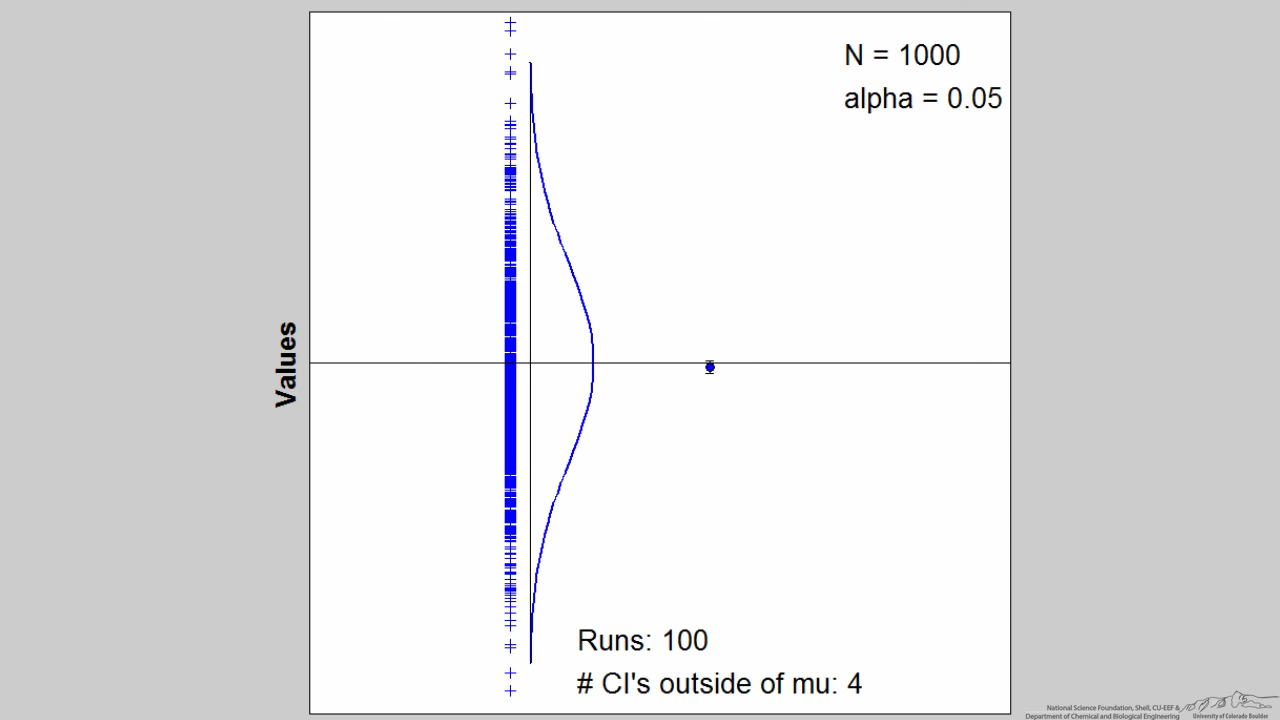 N = 1000
alpha = 0.05
Values
Runs: 100
# CI's outside of mu: 4
National Science Foundation, Shell, CU-EEF &
Department of Chemical and Biological Engineering
University of Colorado Boulder